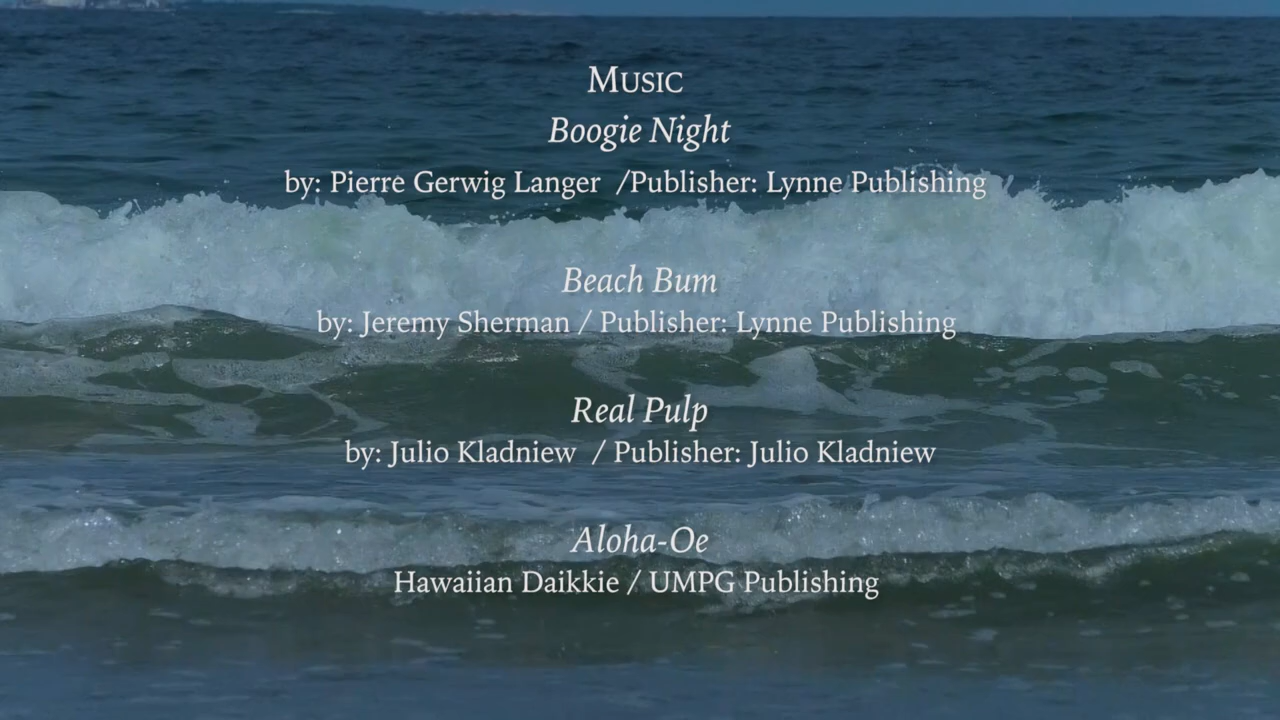 MUSIC
Boogie Night
by: Pierre Gerwig Langer /Publisher: Lynne Publishing
Beach Bum
by: Jeremy Sherman / Publisher: Lynne Publishing
Real Pulp
by: Julio Kladniew / Publisher: Julio Kladniew
Aloha-Oe
Hawaiian Daikkie / UMPG Publishing